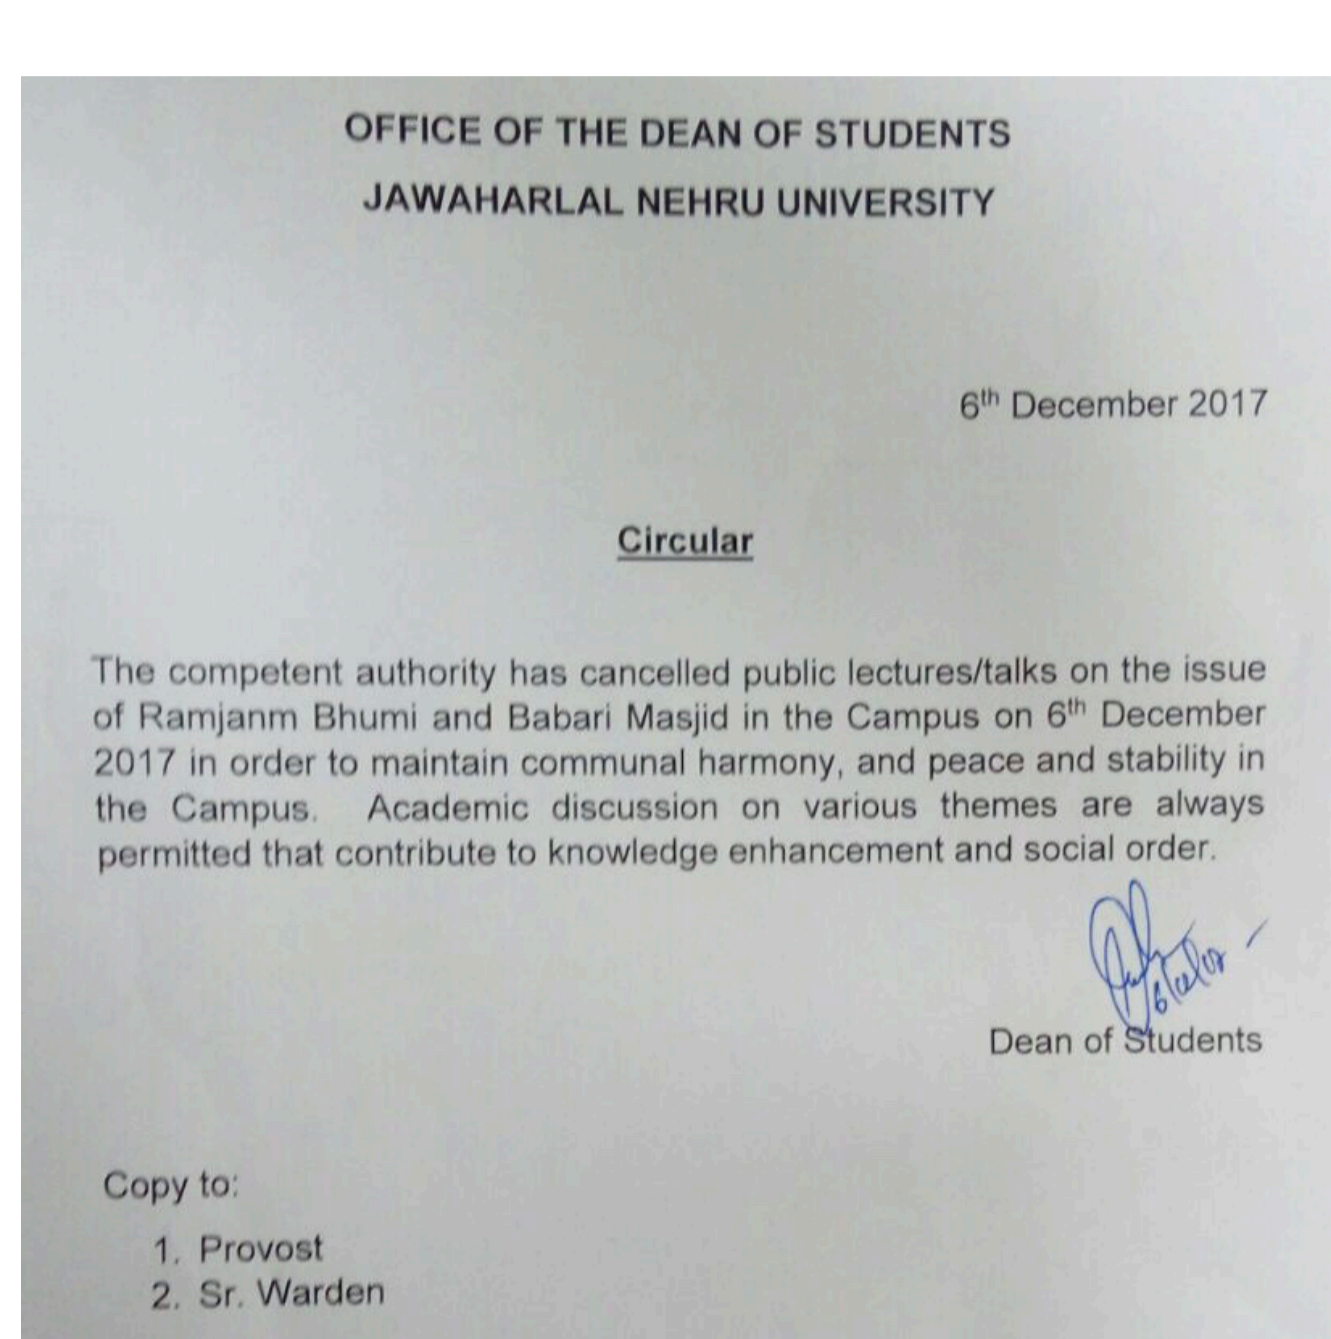 OFFICE OF THE DEAN OF STUDENTS
JAWAHARLAL NEHRU UNIVERSITY
6th December 2017
Circular
The competent authority has cancelled public lectures/talks on the issue
of Ramjanm Bhumi and Babari Masjid in the Campus on 6th December
2017 in order to maintain communal harmony, and peace and stability in
the Campus. Academic discussion on various themes are always
permitted that contribute to knowledge enhancement and social order.
Dean of Students
Copy to:
1. Provost
2. Sr. Warden